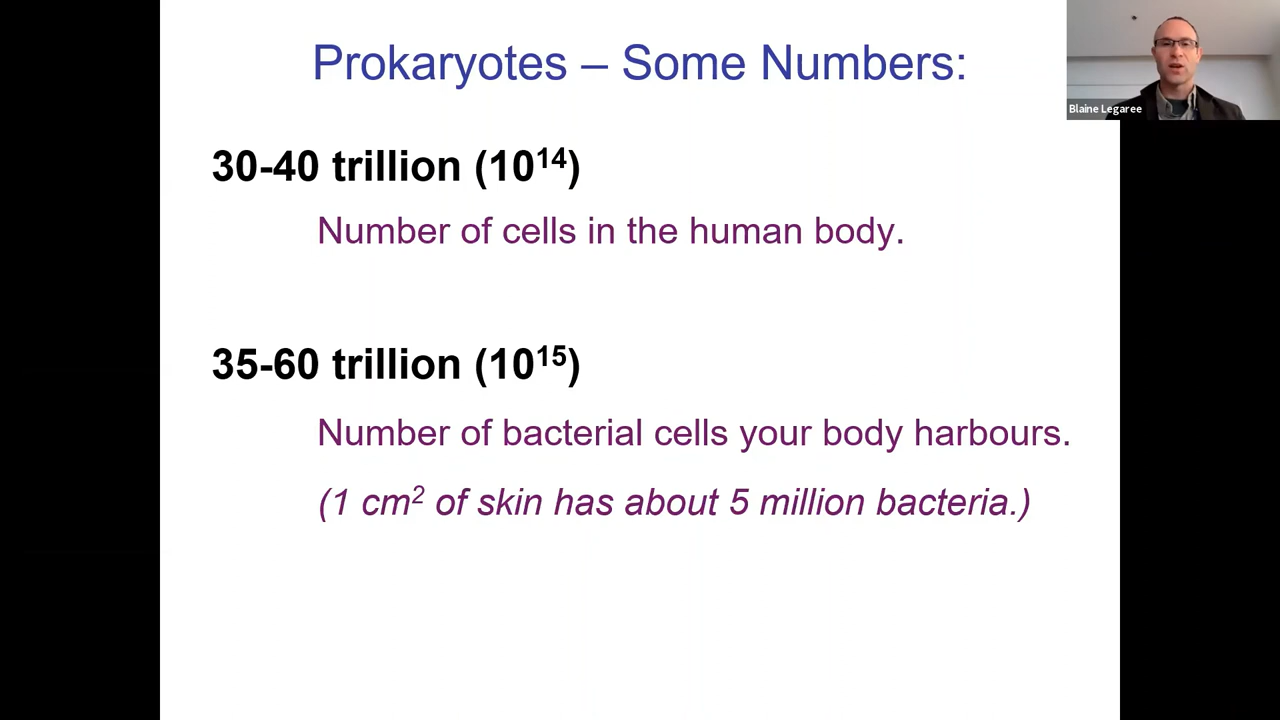 Prokaryotes – Some Numbers:
Blaine Legaree
30-40 trillion (10¹⁴)
Number of cells in the human body.
35-60 trillion (10¹⁵)
Number of bacterial cells your body harbours.
(1 cm² of skin has about 5 million bacteria.)